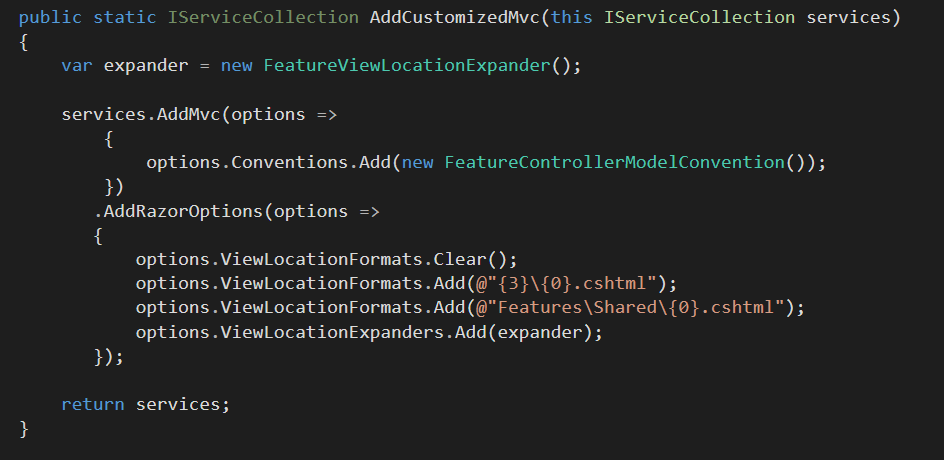 public static IServiceCollection AddCustomizedMvc(this IServiceCollection services)
{
    var expander = new FeatureViewLocationExpander();

    services.AddMvc(options =>
        {
            options.Conventions.Add(new FeatureControllerModelConvention());
        })
       .AddRazorOptions(options =>
       {
           options.ViewLocationFormats.Clear();
           options.ViewLocationFormats.Add(@"{3}\{0}.cshtml");
           options.ViewLocationFormats.Add(@"Features\Shared\{0}.cshtml");
           options.ViewLocationExpanders.Add(expander);
       });

    return services;
}